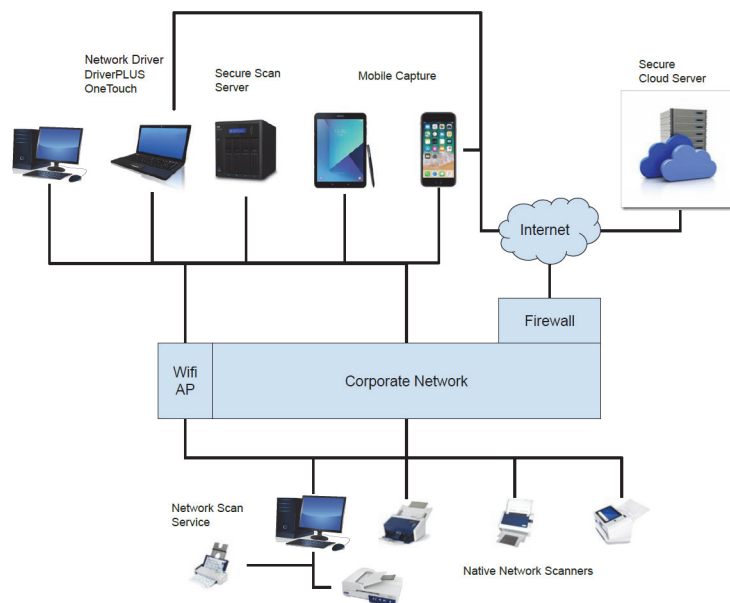 Network Driver
DriverPLUS
OneTouch
Secure Scan
Server
Mobile Capture
Secure
Cloud Server
Internet
Firewall
Wifi
AP
Corporate Network
Network Scan
Service
Native Network Scanners